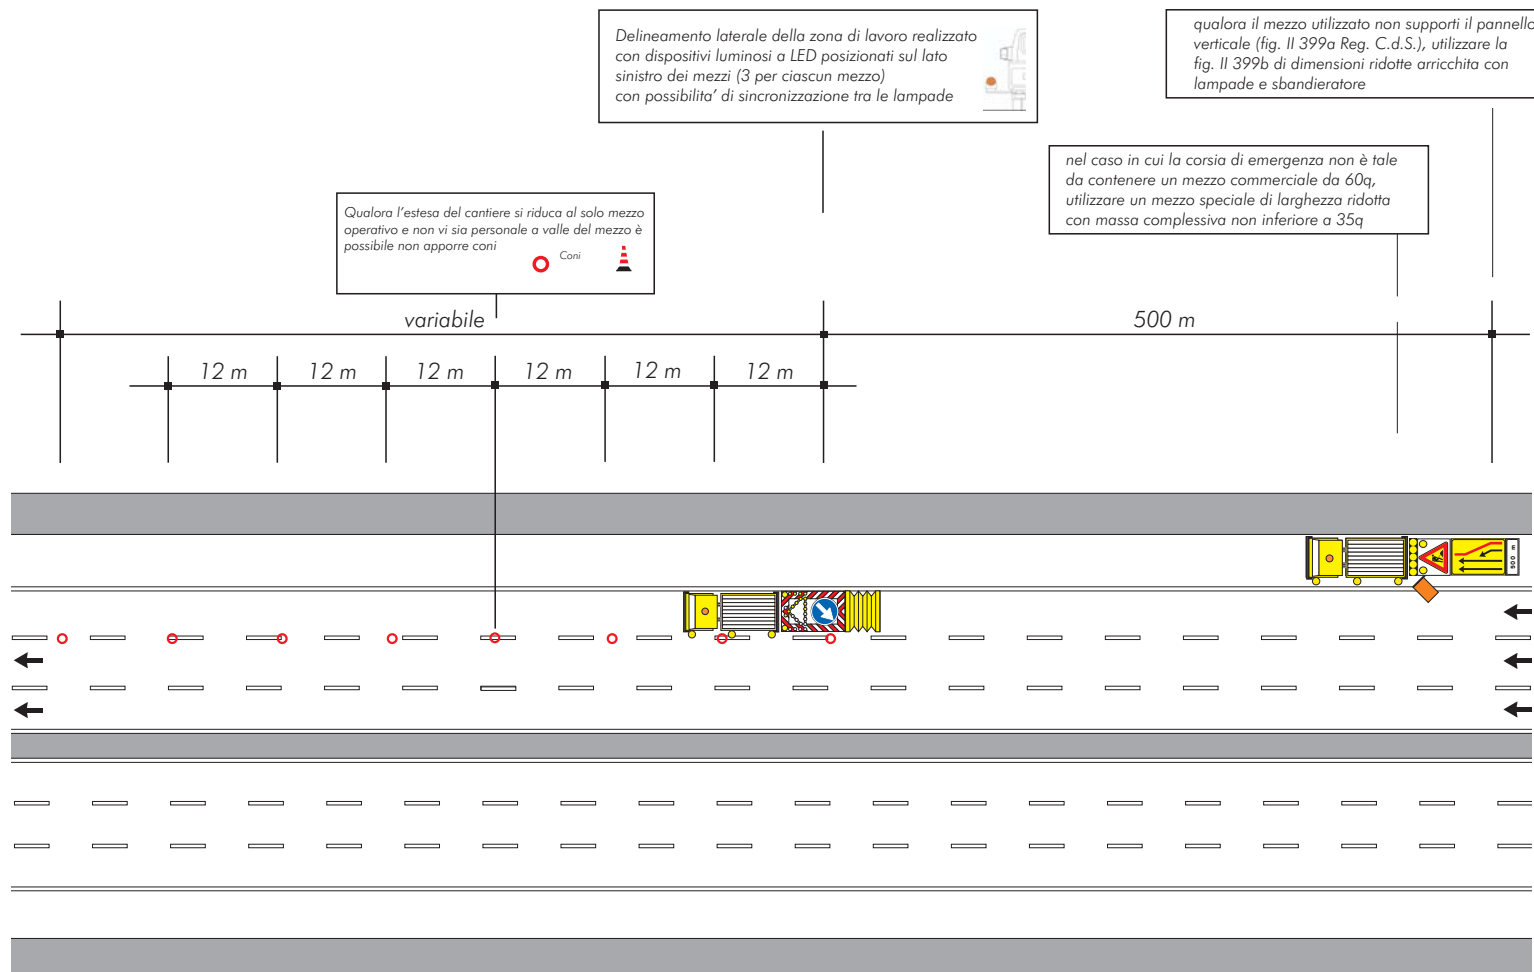 Delineamento laterale della zona di lavoro realizzato
con dispositivi luminosi a LED posizionati sul lato
sinistro dei mezzi (3 per ciascun mezzo)
con possibilita' di sincronizzazione tra le lampade
qualora il mezzo utilizzato non supporti il pannello
verticale (fig. II 399a Reg. C.d.S.), utilizzare la
fig. II 399b di dimensioni ridotte arricchita con
lampade e sbandieratore
nel caso in cui la corsia di emergenza non è tale
da contenere un mezzo commerciale da 60q,
utilizzare un mezzo speciale di larghezza ridotta
con massa complessiva non inferiore a 35q
Qualora l'estesa del cantiere si riduca al solo mezzo
operativo e non vi sia personale a valle del mezzo è
possibile non apporre coni
Coni
variabile
500 m
12 m
12 m
12 m
12 m
12 m
12 m
500 m